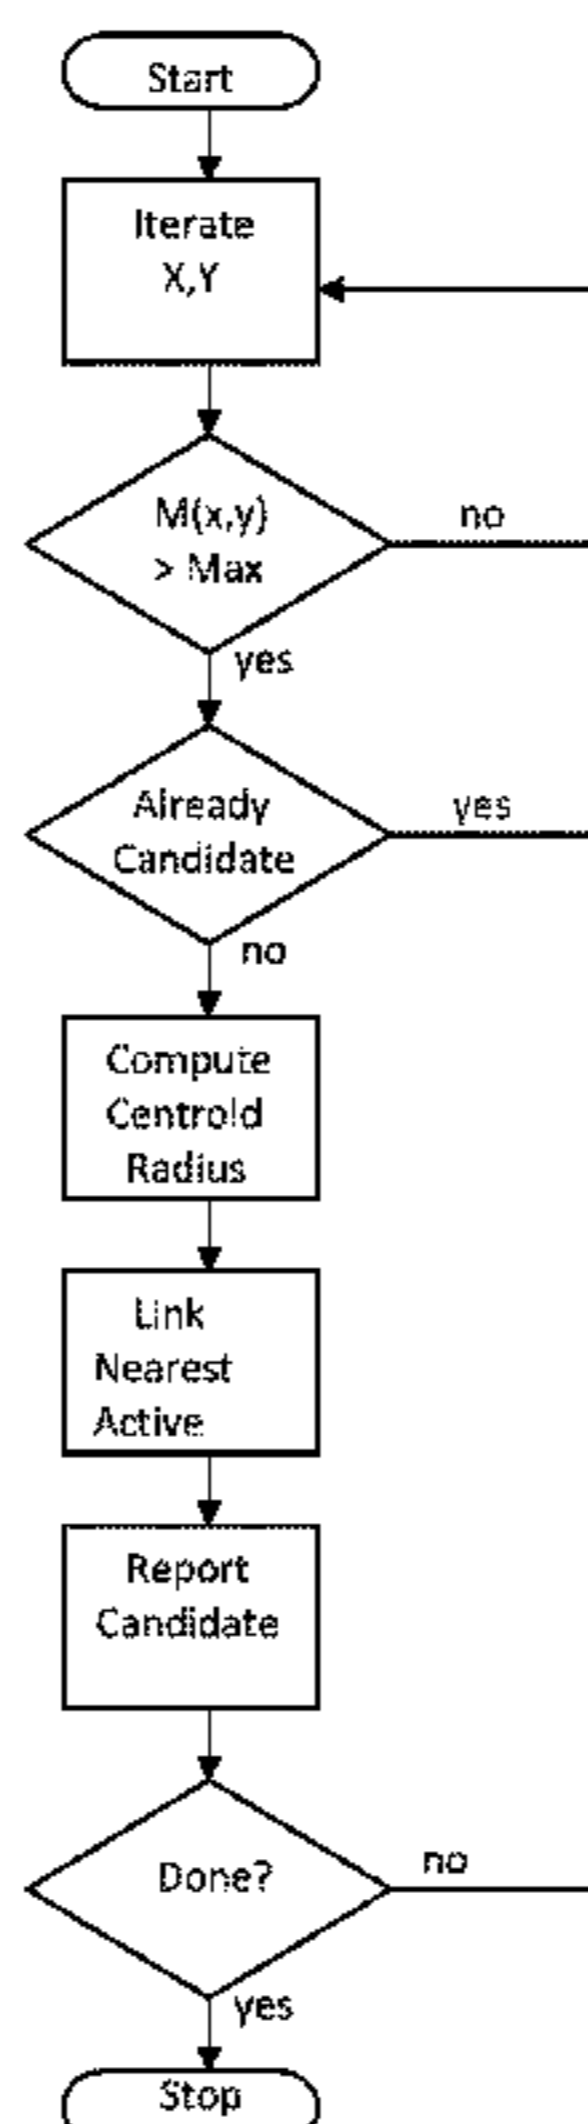 Start
Iterate
X,Y
M(x,y)
> Max
no
yes
Already
Candidate
yes
no
Compute
Centroid
Radius
Link
Nearest
Active
Report
Candidate
Done?
no
yes
Stop